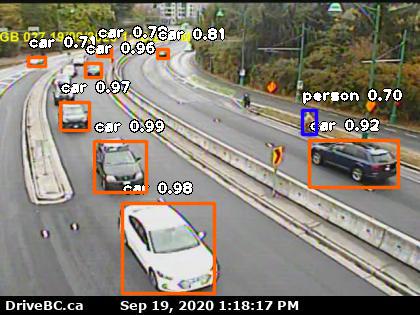 car 0.71
car 0.78
car 0.81
car 0.96
car 0.97
person 0.70
car 0.99
car 0.92
car 0.98
DriveBC.ca
Sep 19, 2020 1:18:17 PM